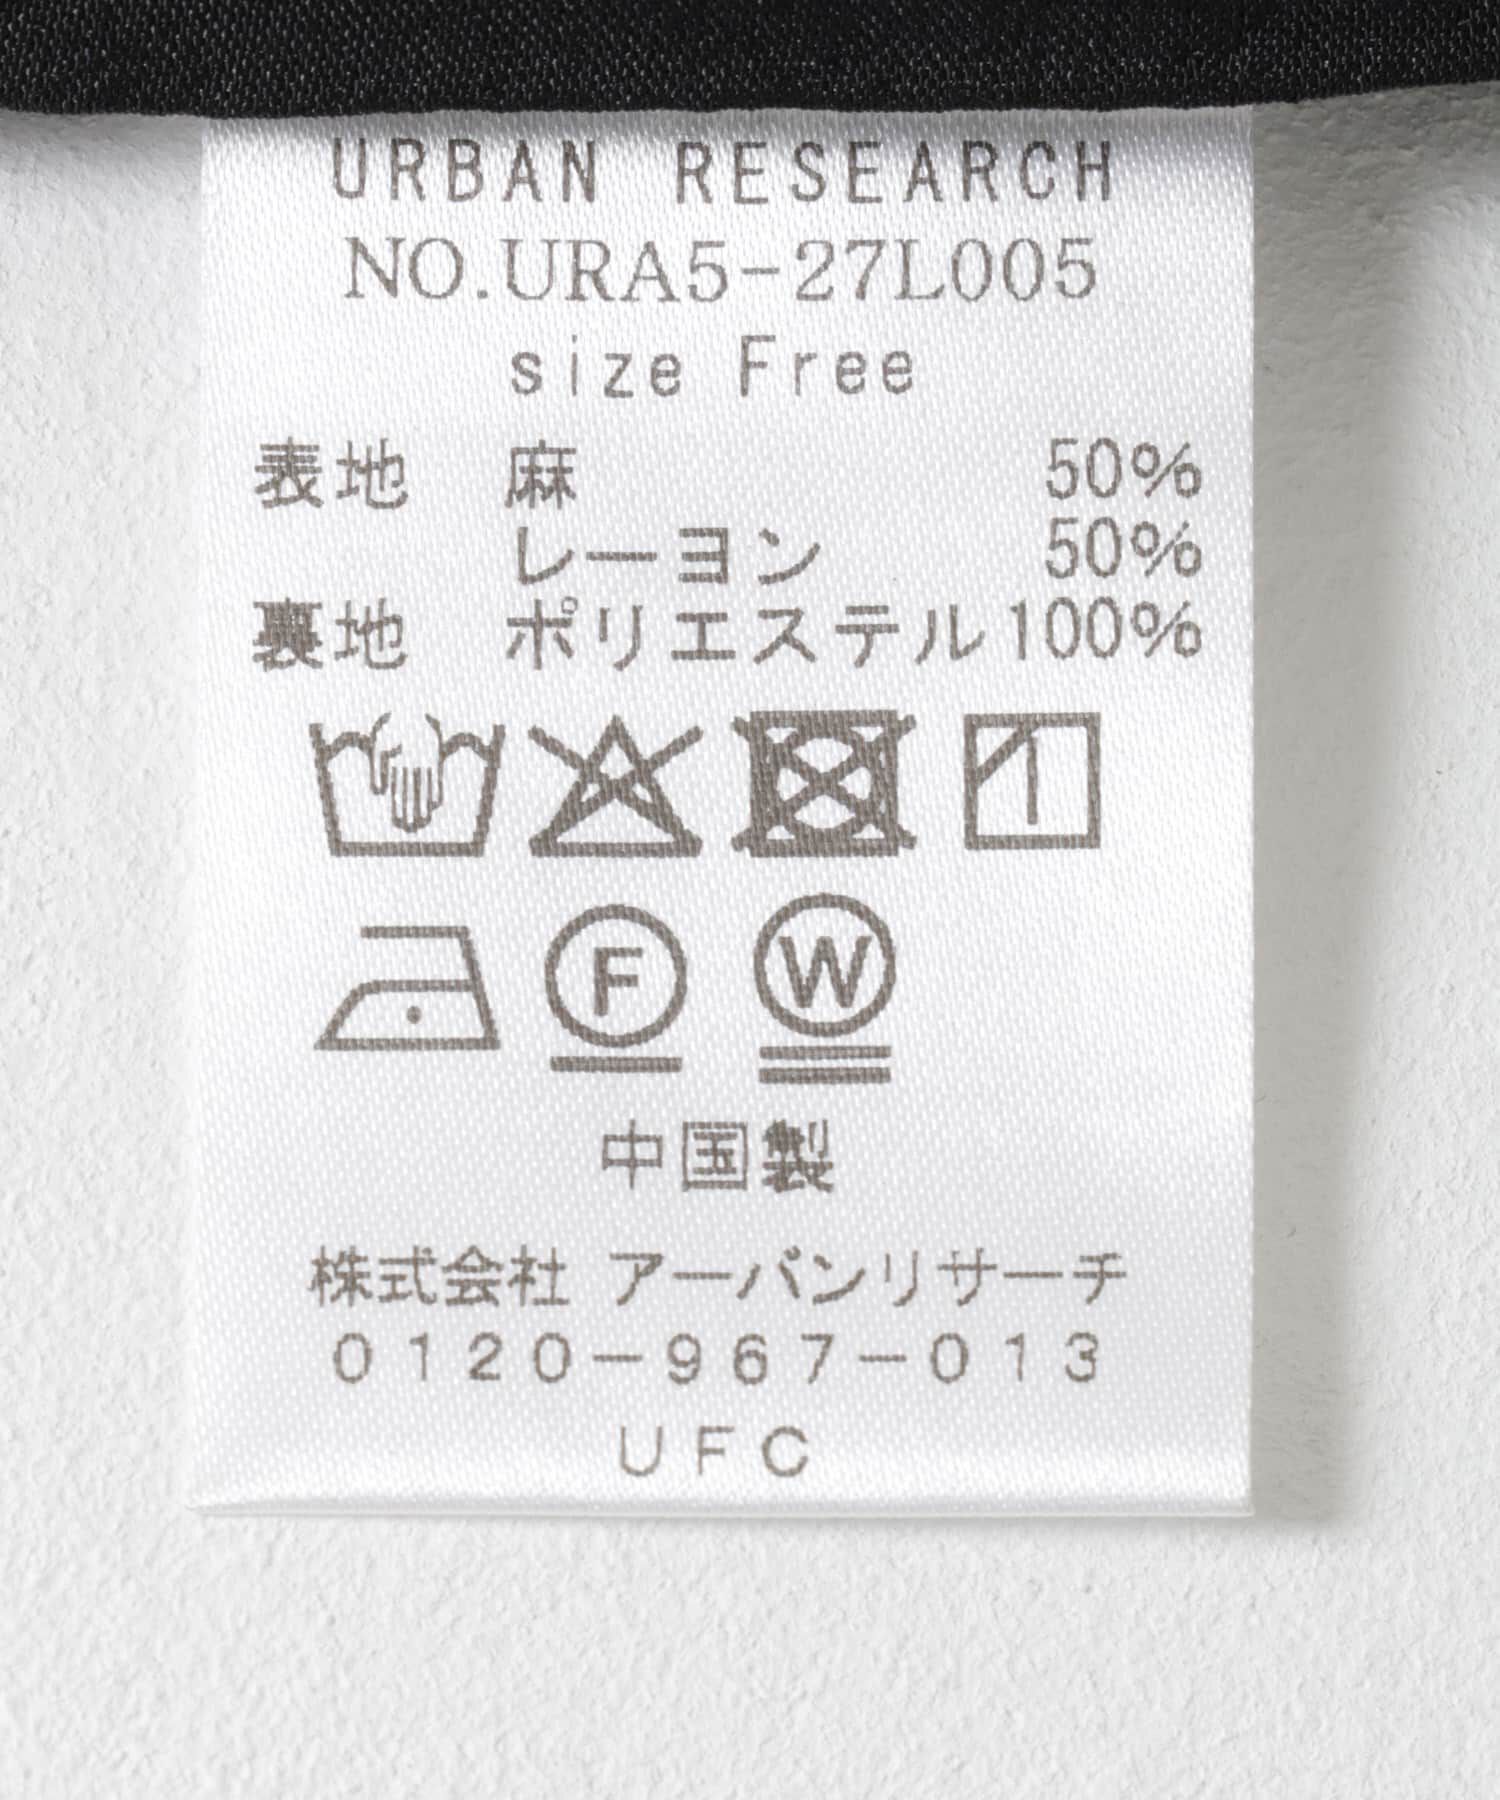 URBAN RESEARCH
NO.URA5-27L005
size Free
表地 麻 50%
レーヨン 50%
裏地 ポリエステル100%
F W
中国製
株式会社 アーバンリサーチ
0120-967-013
UFC